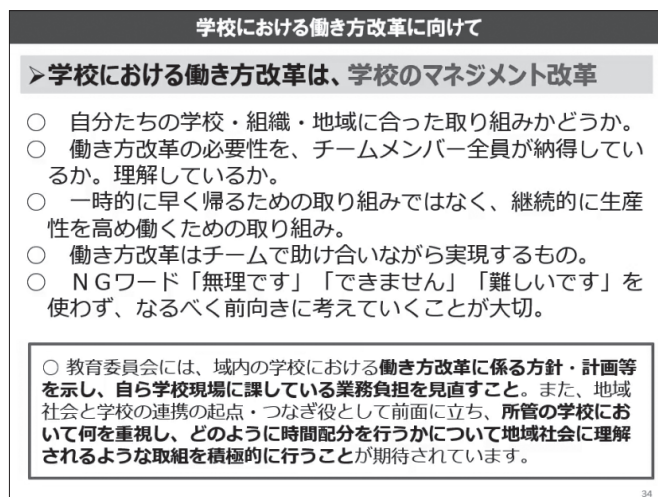 学校における働き方改革に向けて
➢学校における働き方改革は、学校のマネジメント改革
○　自分たちの学校・組織・地域に合った取り組みかどうか。
○　働き方改革の必要性を、チームメンバー全員が納得してい
るか。理解しているか。
○　一時的に早く帰るための取り組みではなく、継続的に生産
性を高め働くための取り組み。
○　働き方改革はチームで助け合いながら実現するもの。
○　ＮＧワード「無理です」「できません」「難しいです」を
使わず、なるべく前向きに考えていくことが大切。
○ 教育委員会には、域内の学校における働き方改革に係る方針・計画等
を示し、自ら学校現場に課している業務負担を見直すこと。また、地域
社会と学校の連携の起点・つなぎ役として前面に立ち、所管の学校にお
いて何を重視し、どのように時間配分を行うかについて地域社会に理解
されるような取組を積極的に行うことが期待されています。
34